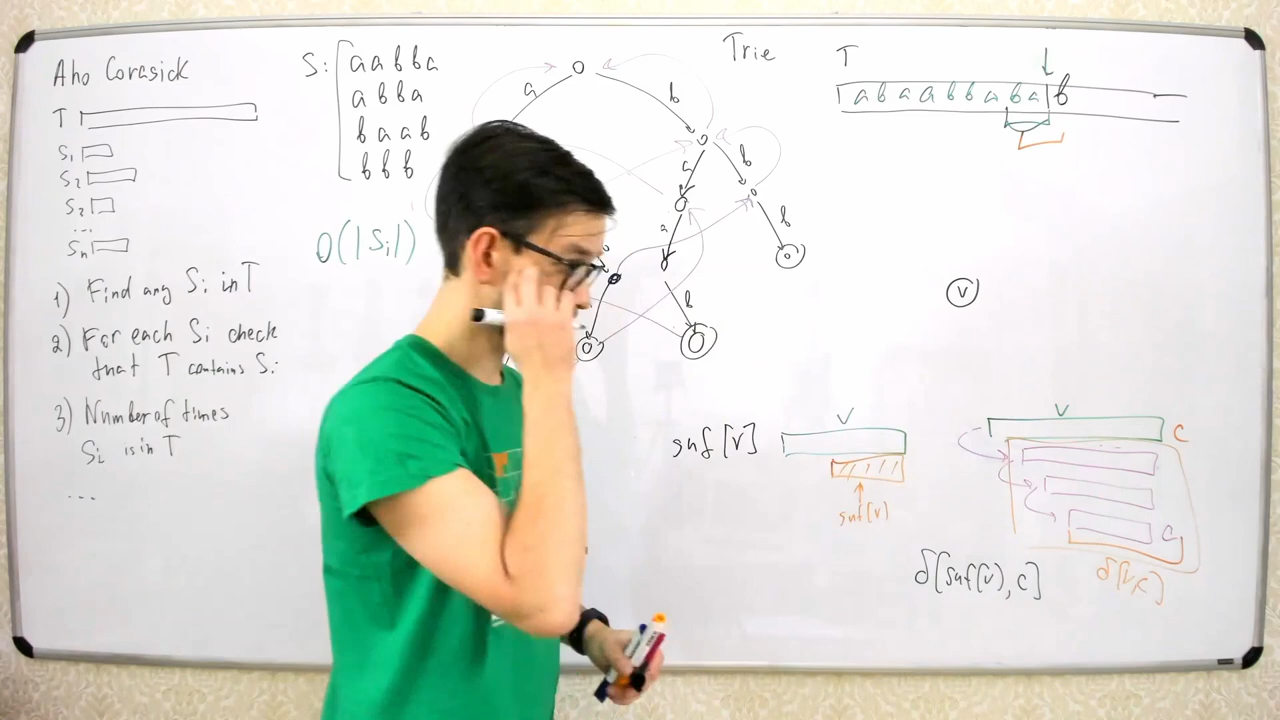 Aho Corasick
T
S1
S2
S2
...
Sn
1) Find any Si in T
2) For each Si check
that T contains Si
3) Number of times
Si is in T
...
S:
aabba
abba
baab
bbb
O(|Si|)
Trie
a
b
a
b
a
b
b
T
abaabbaba b
v
suf[v]
v
suf[v]
v
c
c
δ[suf(v), c]
δ[v,c]